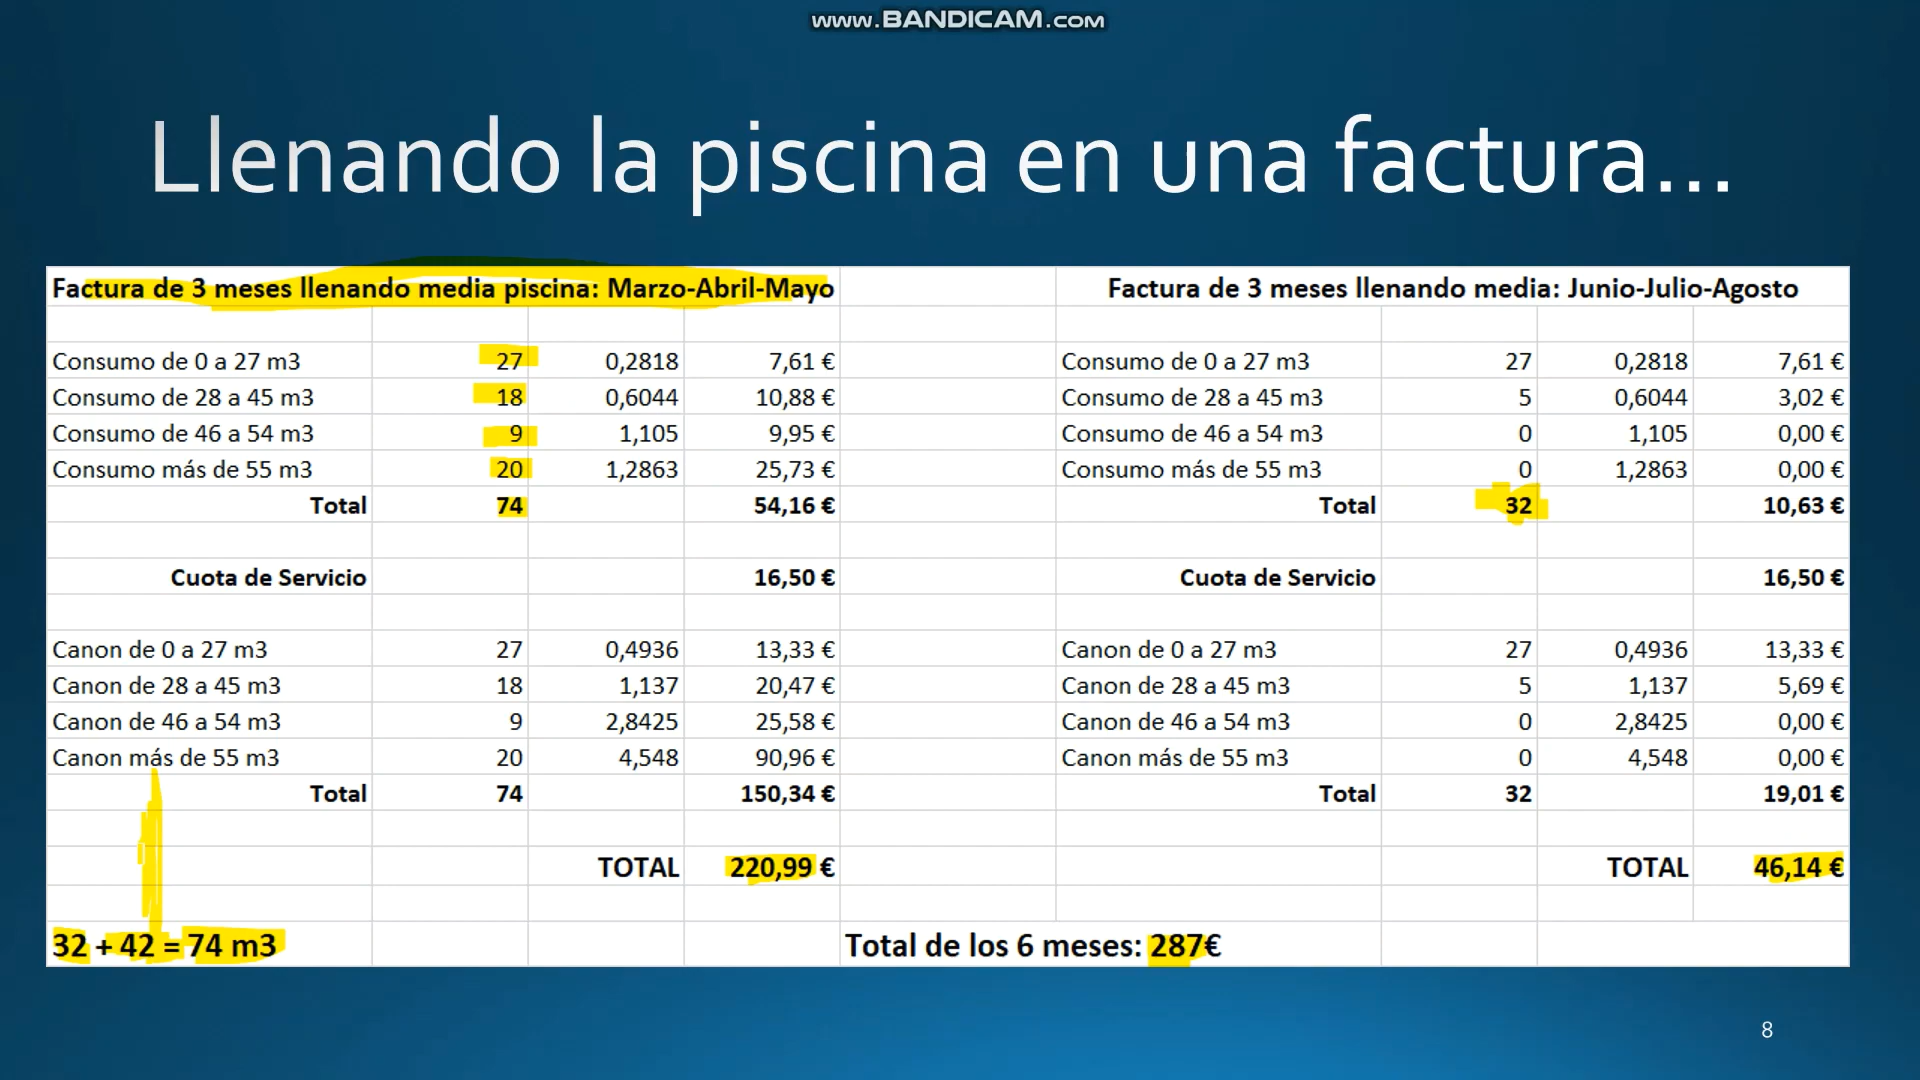 www.BANDICAM.com
Llenando la piscina en una factura...
Factura de 3 meses llenando media piscina: Marzo-Abril-Mayo
Consumo de 0 a 27 m3 27 0,2818 7,61 €
Consumo de 28 a 45 m3 18 0,6044 10,88 €
Consumo de 46 a 54 m3 9 1,105 9,95 €
Consumo más de 55 m3 20 1,2863 25,73 €
Total 74 54,16 €
Cuota de Servicio 16,50 €
Canon de 0 a 27 m3 27 0,4936 13,33 €
Canon de 28 a 45 m3 18 1,137 20,47 €
Canon de 46 a 54 m3 9 2,8425 25,58 €
Canon más de 55 m3 20 4,548 90,96 €
Total 74 150,34 €
TOTAL 220,99 €
32 + 42 = 74 m3
Factura de 3 meses llenando media: Junio-Julio-Agosto
Consumo de 0 a 27 m3 27 0,2818 7,61 €
Consumo de 28 a 45 m3 5 0,6044 3,02 €
Consumo de 46 a 54 m3 0 1,105 0,00 €
Consumo más de 55 m3 0 1,2863 0,00 €
Total 32 10,63 €
Cuota de Servicio 16,50 €
Canon de 0 a 27 m3 27 0,4936 13,33 €
Canon de 28 a 45 m3 5 1,137 5,69 €
Canon de 46 a 54 m3 0 2,8425 0,00 €
Canon más de 55 m3 0 4,548 0,00 €
Total 32 19,01 €
TOTAL 46,14 €
Total de los 6 meses: 287€
8